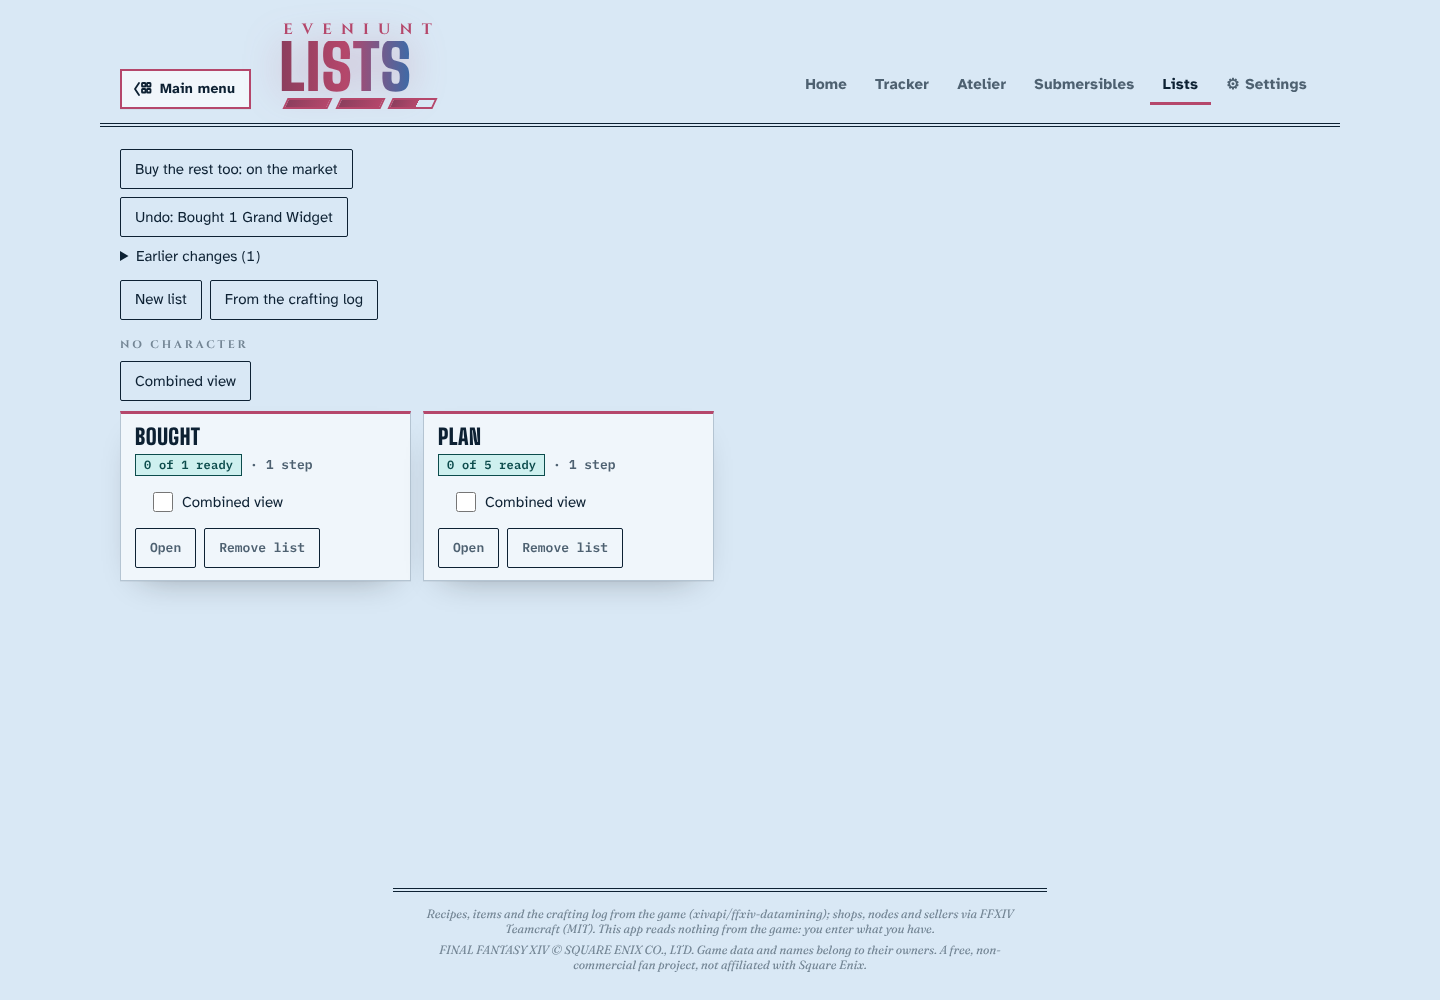 EVENIUNT
LISTS
Main menu
Home
Tracker
Atelier
Submersibles
Lists
⚙ Settings
Buy the rest too: on the market
Undo: Bought 1 Grand Widget
▶ Earlier changes (1)
New list
From the crafting log
NO CHARACTER
Combined view
BOUGHT
0 of 1 ready · 1 step
Combined view
Open
Remove list
PLAN
0 of 5 ready · 1 step
Combined view
Open
Remove list
Recipes, items and the crafting log from the game (xivapi/ffxiv-datamining); shops, nodes and sellers via FFXIV
Teamcraft (MIT). This app reads nothing from the game: you enter what you have.
FINAL FANTASY XIV © SQUARE ENIX CO., LTD. Game data and names belong to their owners. A free, non-
commercial fan project, not affiliated with Square Enix.